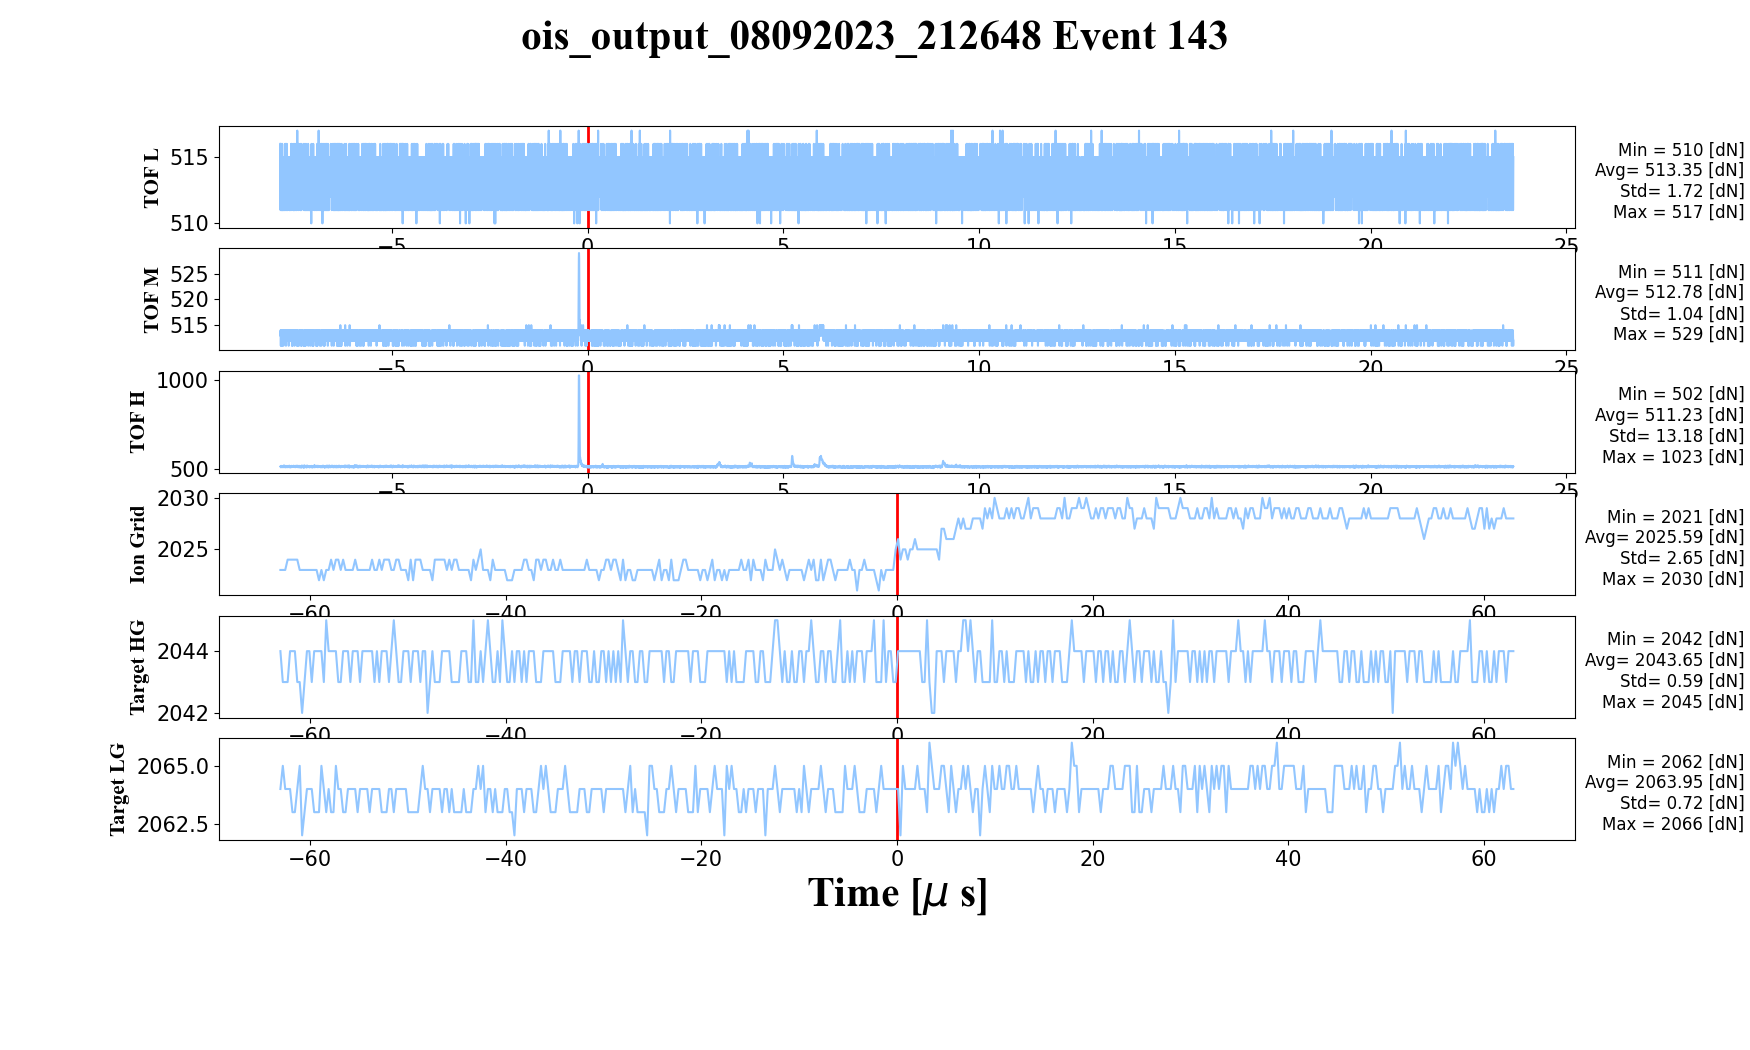 ois_output_08092023_212648 Event 143
TOF L
515
510
−5 0 5 10 15 20 25
Min = 510 [dN]
Avg= 513.35 [dN]
Std= 1.72 [dN]
Max = 517 [dN]
TOF M
525
520
515
−5 0 5 10 15 20 25
Min = 511 [dN]
Avg= 512.78 [dN]
Std= 1.04 [dN]
Max = 529 [dN]
TOF H
1000
500
−5 0 5 10 15 20 25
Min = 502 [dN]
Avg= 511.23 [dN]
Std= 13.18 [dN]
Max = 1023 [dN]
Ion Grid
2030
2025
−60 −40 −20 0 20 40 60
Min = 2021 [dN]
Avg= 2025.59 [dN]
Std= 2.65 [dN]
Max = 2030 [dN]
Target HG
2044
2042
−60 −40 −20 0 20 40 60
Min = 2042 [dN]
Avg= 2043.65 [dN]
Std= 0.59 [dN]
Max = 2045 [dN]
Target LG
2065.0
2062.5
−60 −40 −20 0 20 40 60
Min = 2062 [dN]
Avg= 2063.95 [dN]
Std= 0.72 [dN]
Max = 2066 [dN]
Time [μ s]